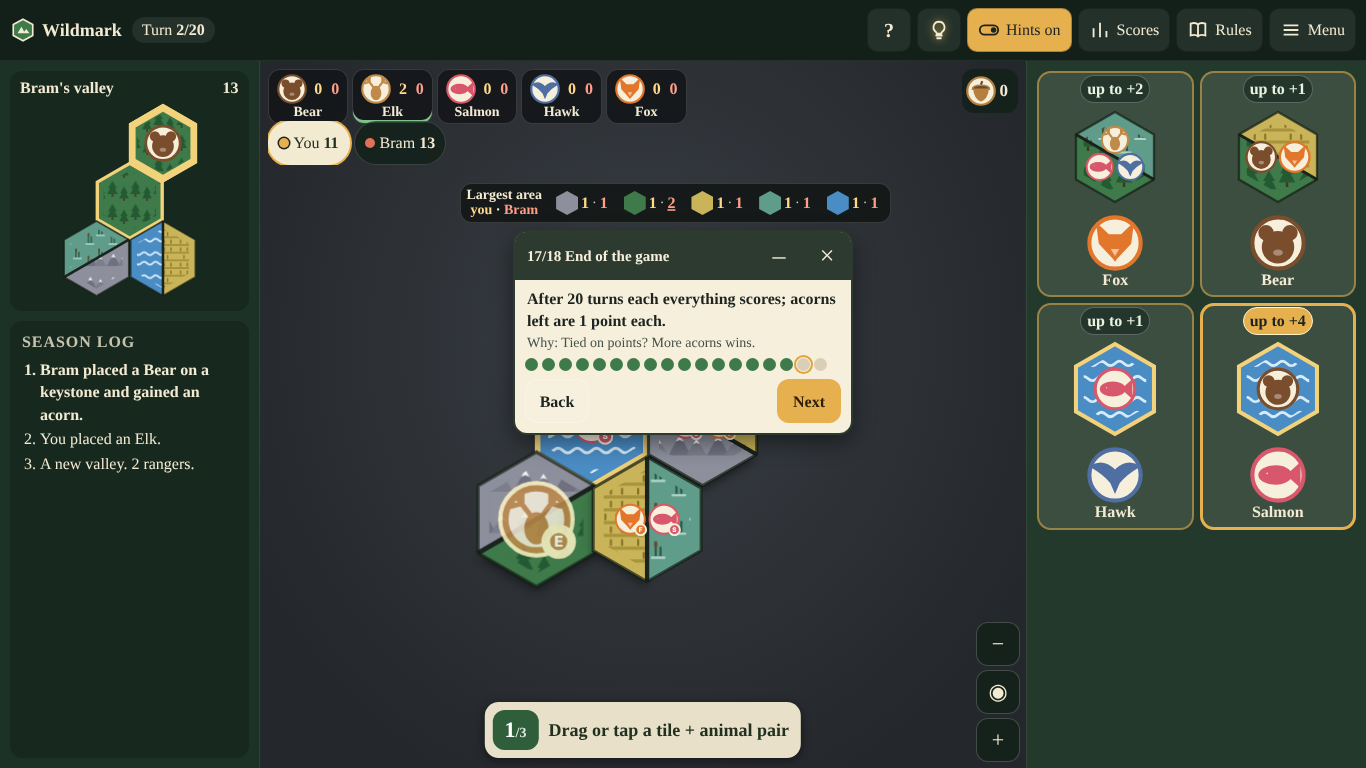 Wildmark
Turn 2/20
?
Hints on
Scores
Rules
Menu
Bram's valley
13
SEASON LOG
1. Bram placed a Bear on a
keystone and gained an
acorn.
2. You placed an Elk.
3. A new valley. 2 rangers.
0 0
Bear
2 0
Elk
0 0
Salmon
0 0
Hawk
0 0
Fox
0
You 11
Bram 13
Largest area
you · Bram
1 · 1
1 · 2
1 · 1
1 · 1
1 · 1
17/18 End of the game
After 20 turns each everything scores; acorns
left are 1 point each.
Why: Tied on points? More acorns wins.
Back
Next
S
E
F
S
1/3
Drag or tap a tile + animal pair
up to +2
Fox
up to +1
Bear
up to +1
Hawk
up to +4
Salmon